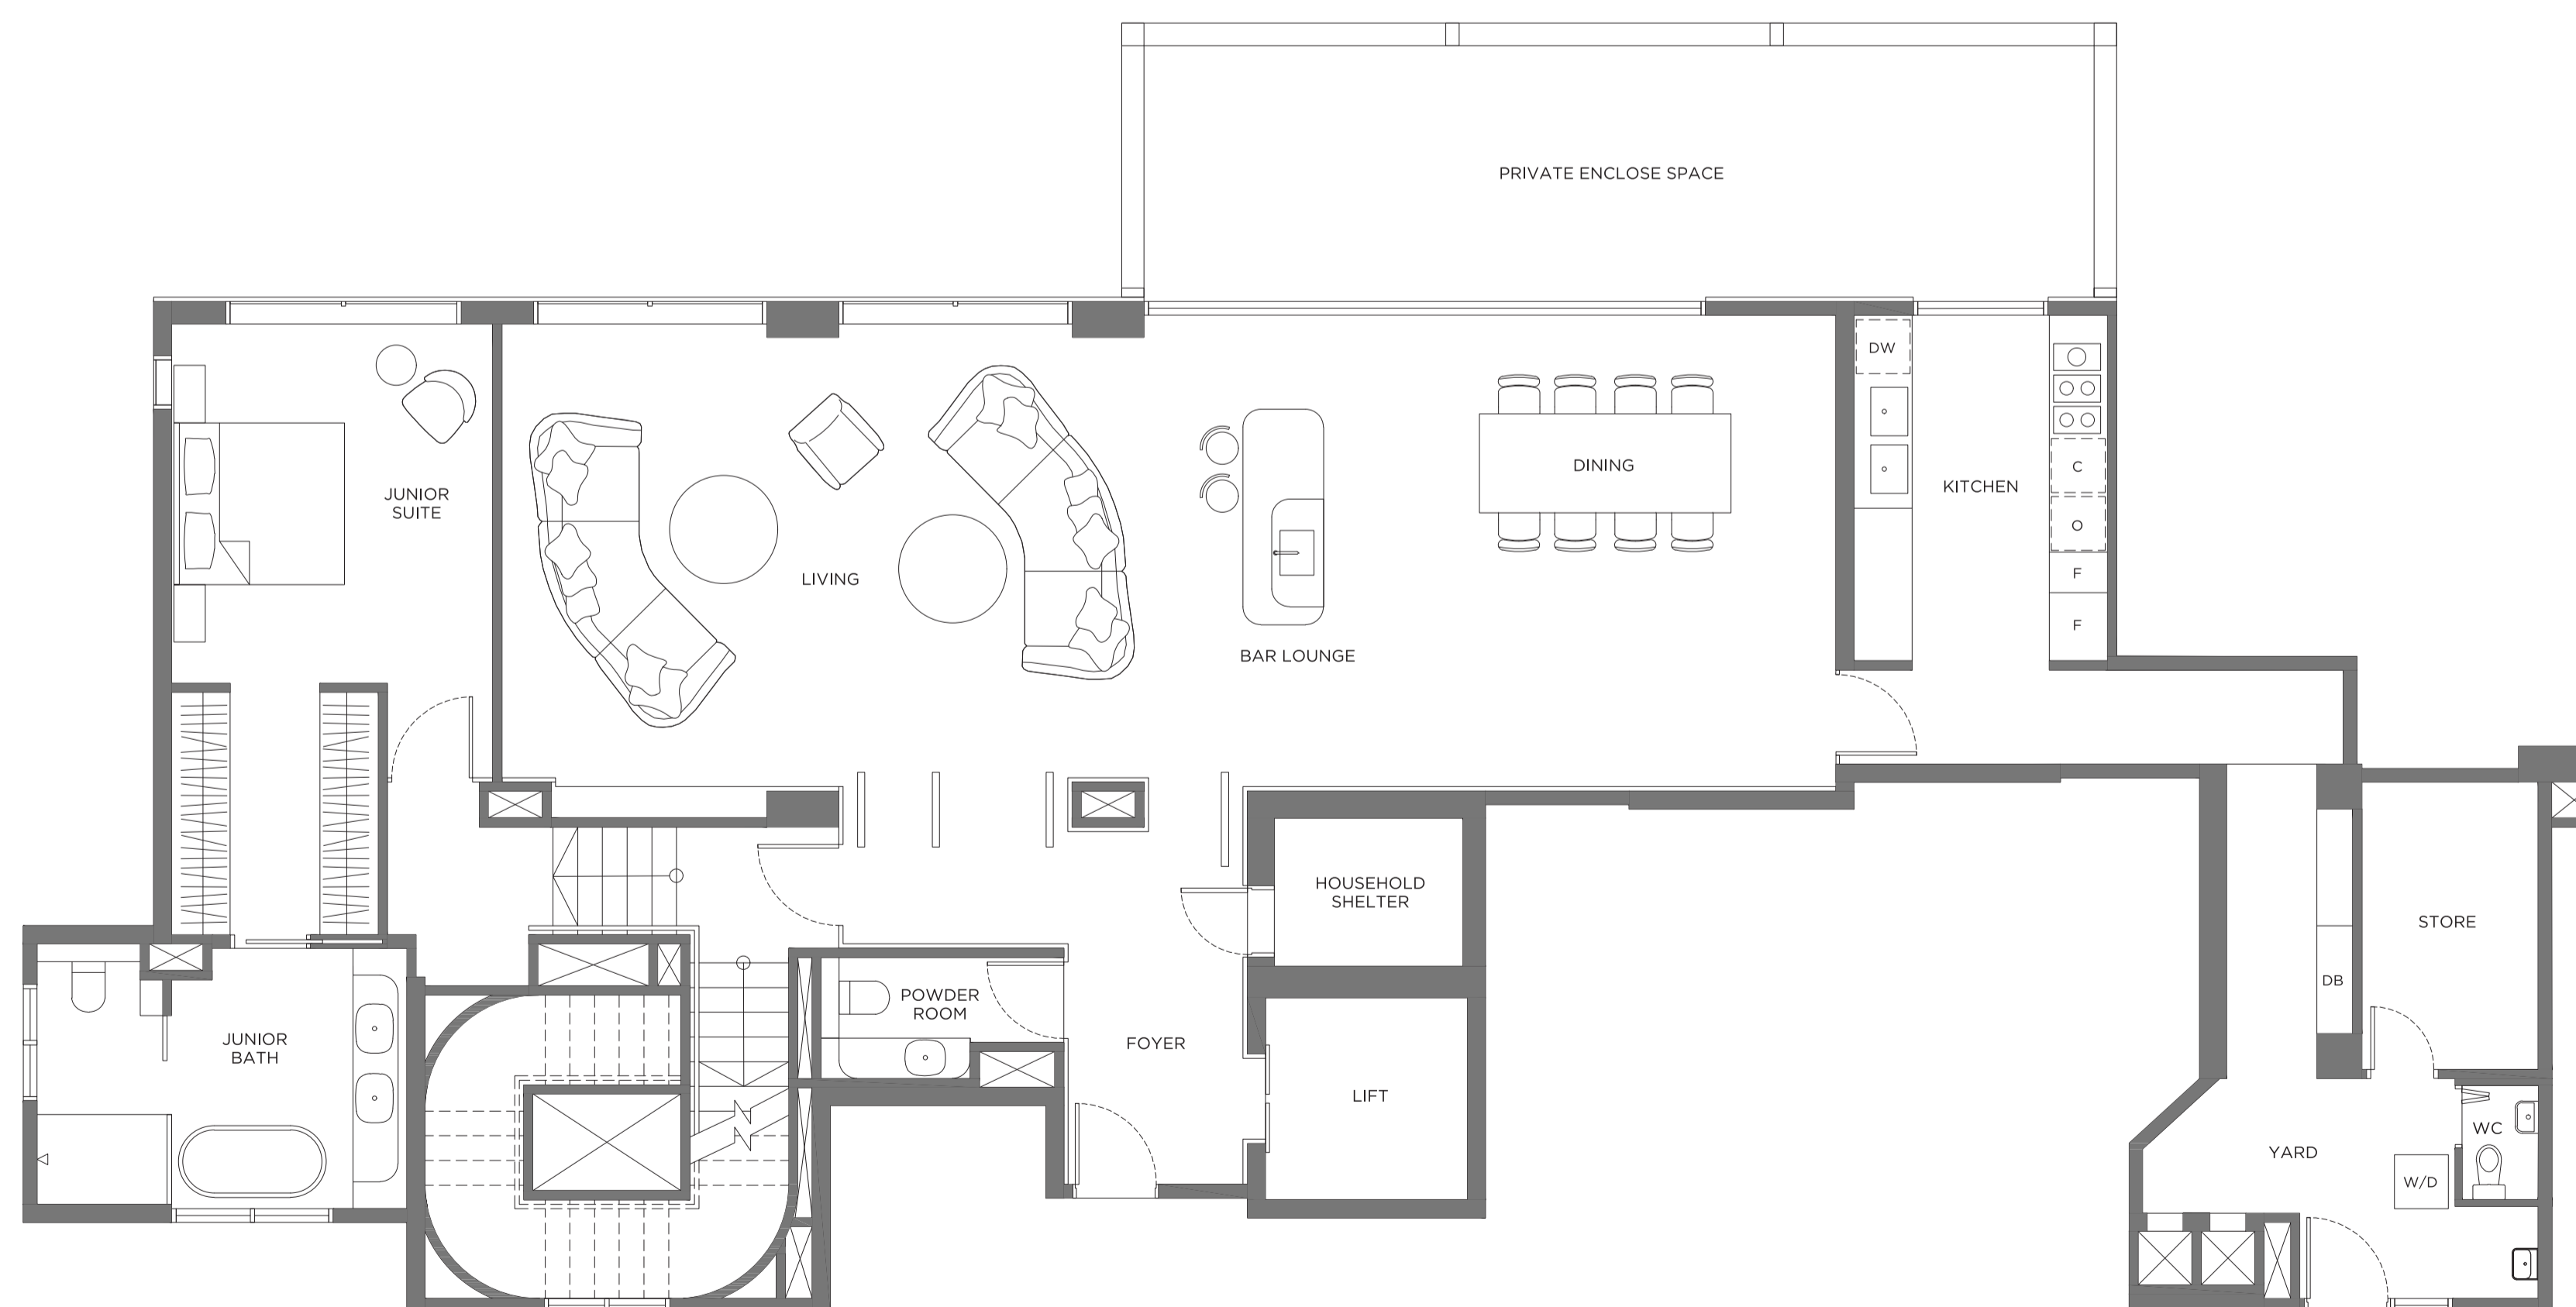 PRIVATE ENCLOSE SPACE
DW
DINING
C
KITCHEN
JUNIOR
SUITE
O
F
LIVING
F
BAR LOUNGE
HOUSEHOLD
SHELTER
STORE
DB
POWDER
ROOM
JUNIOR
BATH
FOYER
LIFT
WC
YARD
W/D